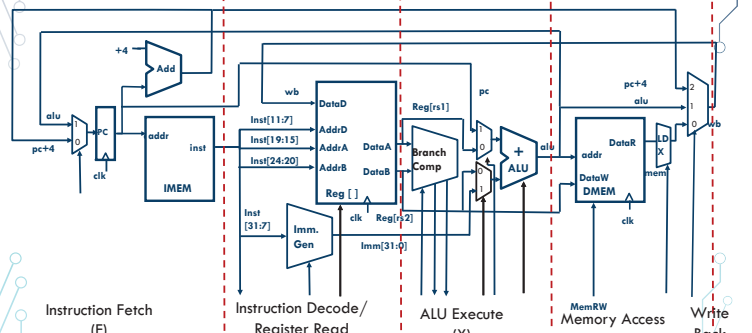 +4
Add
alu
1
0
pc+4
PC
clk
addr
inst
IMEM
wb
Inst[11:7]
Inst[19:15]
Inst[24:20]
Inst
[31:7]
DataD
AddrD
AddrA
AddrB
DataA
DataB
Reg [ ]
clk
Imm.
Gen
Reg[rs1]
Reg[rs2]
Imm[31:0]
Branch
Comp
pc
1
0
0
1
+
ALU
alu
addr
DataW
DataR
DMEM
clk
MemRW
LD
X
mem
pc+4
alu
2
1
0
wb
Instruction Fetch
(F)
Instruction Decode/
Register Read
ALU Execute
(X)
Memory Access
Write
Back